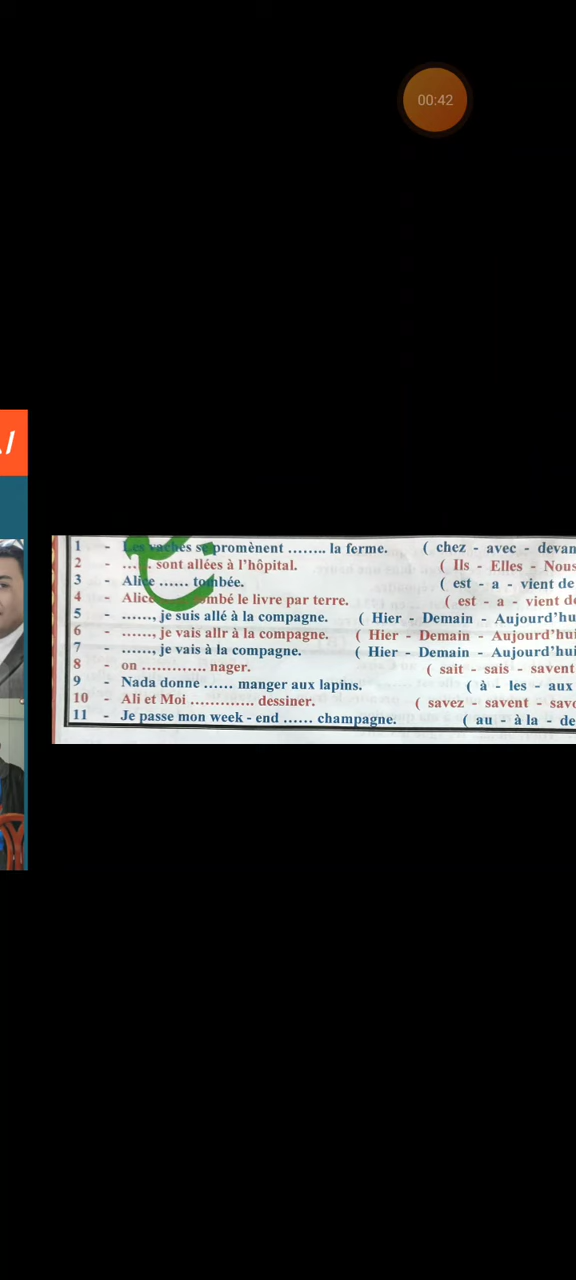 00:42
1 - Les vaches se promènent ........ la ferme. ( chez - avec - devan
2 - ...... sont allées à l'hôpital. ( Ils - Elles - Nous
3 - Alice ...... tombée. ( est - a - vient de
4 - Alice ombé le livre par terre. ( est - a - vient de
5 - ......., je suis allé à la compagne. ( Hier - Demain - Aujourd'hu
6 - ......., je vais allr à la compagne. ( Hier - Demain - Aujourd'hui
7 - ......., je vais à la compagne. ( Hier - Demain - Aujourd'hui
8 - on ............. nager. ( sait - sais - savent
9 - Nada donne ...... manger aux lapins. ( à - les - aux
10 - Ali et Moi ............. dessiner. ( savez - savent - savo
11 - Je passe mon week - end ...... champagne. ( au - à la - de